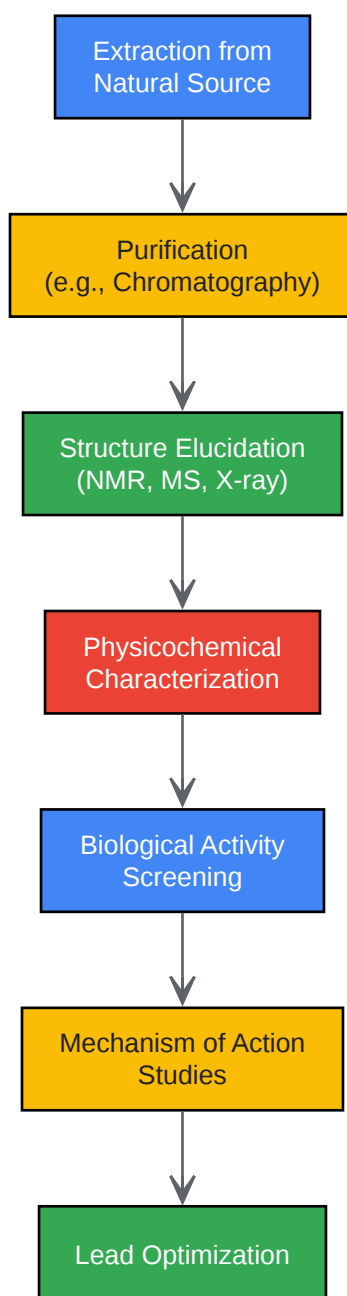 Extraction from
Natural Source
Purification
(e.g., Chromatography)
Structure Elucidation
(NMR, MS, X-ray)
Physicochemical
Characterization
Biological Activity
Screening
Mechanism of Action
Studies
Lead Optimization